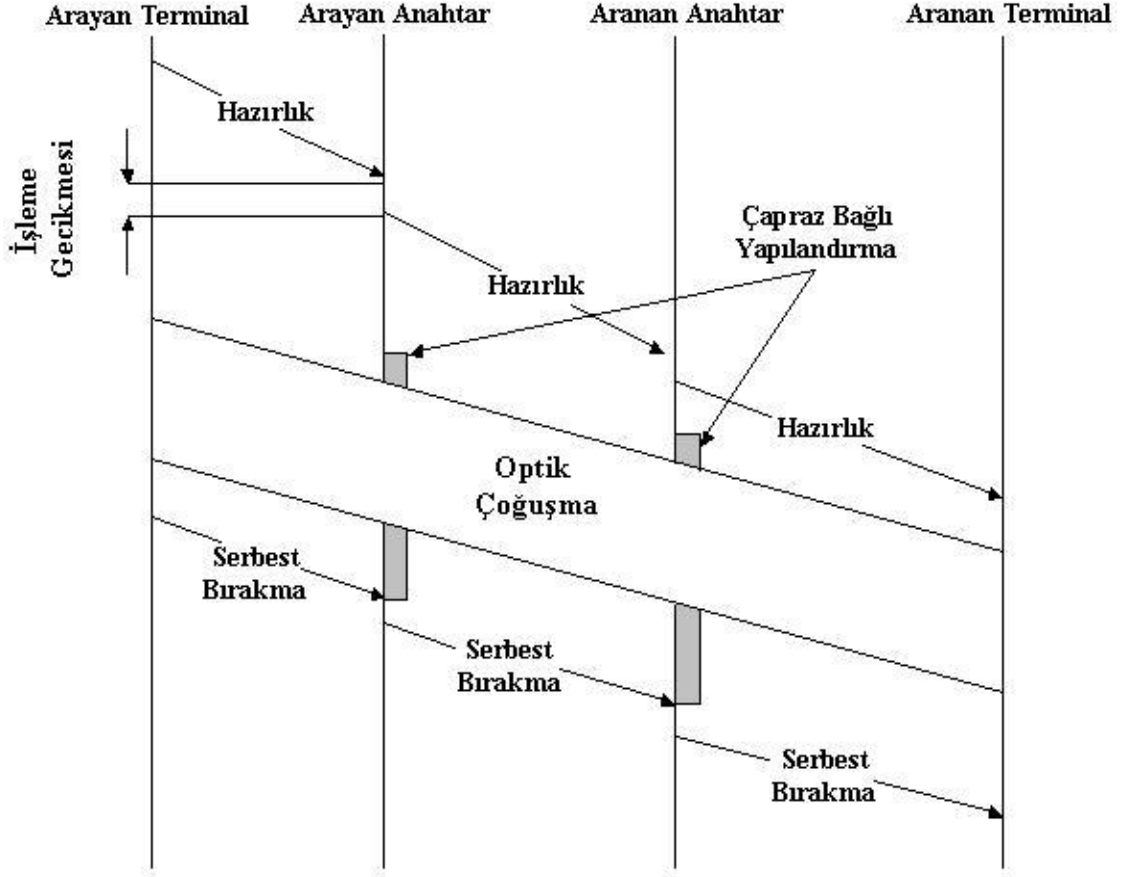 Arayan Terminal
Arayan Anahtar
Aranan Anahtar
Aranan Terminal
Hazırlık
İşleme
Gecikmesi
Çapraz Bağlı
Yapılandırma
Hazırlık
Hazırlık
Optik
Çoğuşma
Serbest
Bırakma
Serbest
Bırakma
Serbest
Bırakma